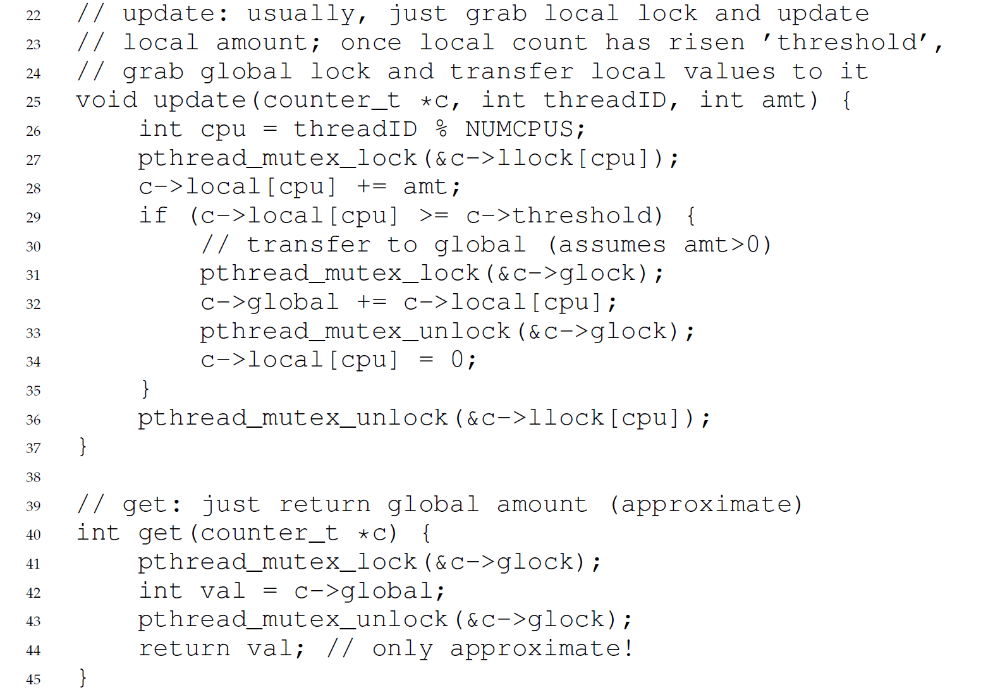 22 // update: usually, just grab local lock and update
23 // local amount; once local count has risen ’threshold’,
24 // grab global lock and transfer local values to it
25 void update(counter_t *c, int threadID, int amt) {
26     int cpu = threadID % NUMCPUS;
27     pthread_mutex_lock(&c->llock[cpu]);
28     c->local[cpu] += amt;
29     if (c->local[cpu] >= c->threshold) {
30         // transfer to global (assumes amt>0)
31         pthread_mutex_lock(&c->glock);
32         c->global += c->local[cpu];
33         pthread_mutex_unlock(&c->glock);
34         c->local[cpu] = 0;
35     }
36     pthread_mutex_unlock(&c->llock[cpu]);
37 }
38
39 // get: just return global amount (approximate)
40 int get(counter_t *c) {
41     pthread_mutex_lock(&c->glock);
42     int val = c->global;
43     pthread_mutex_unlock(&c->glock);
44     return val; // only approximate!
45 }